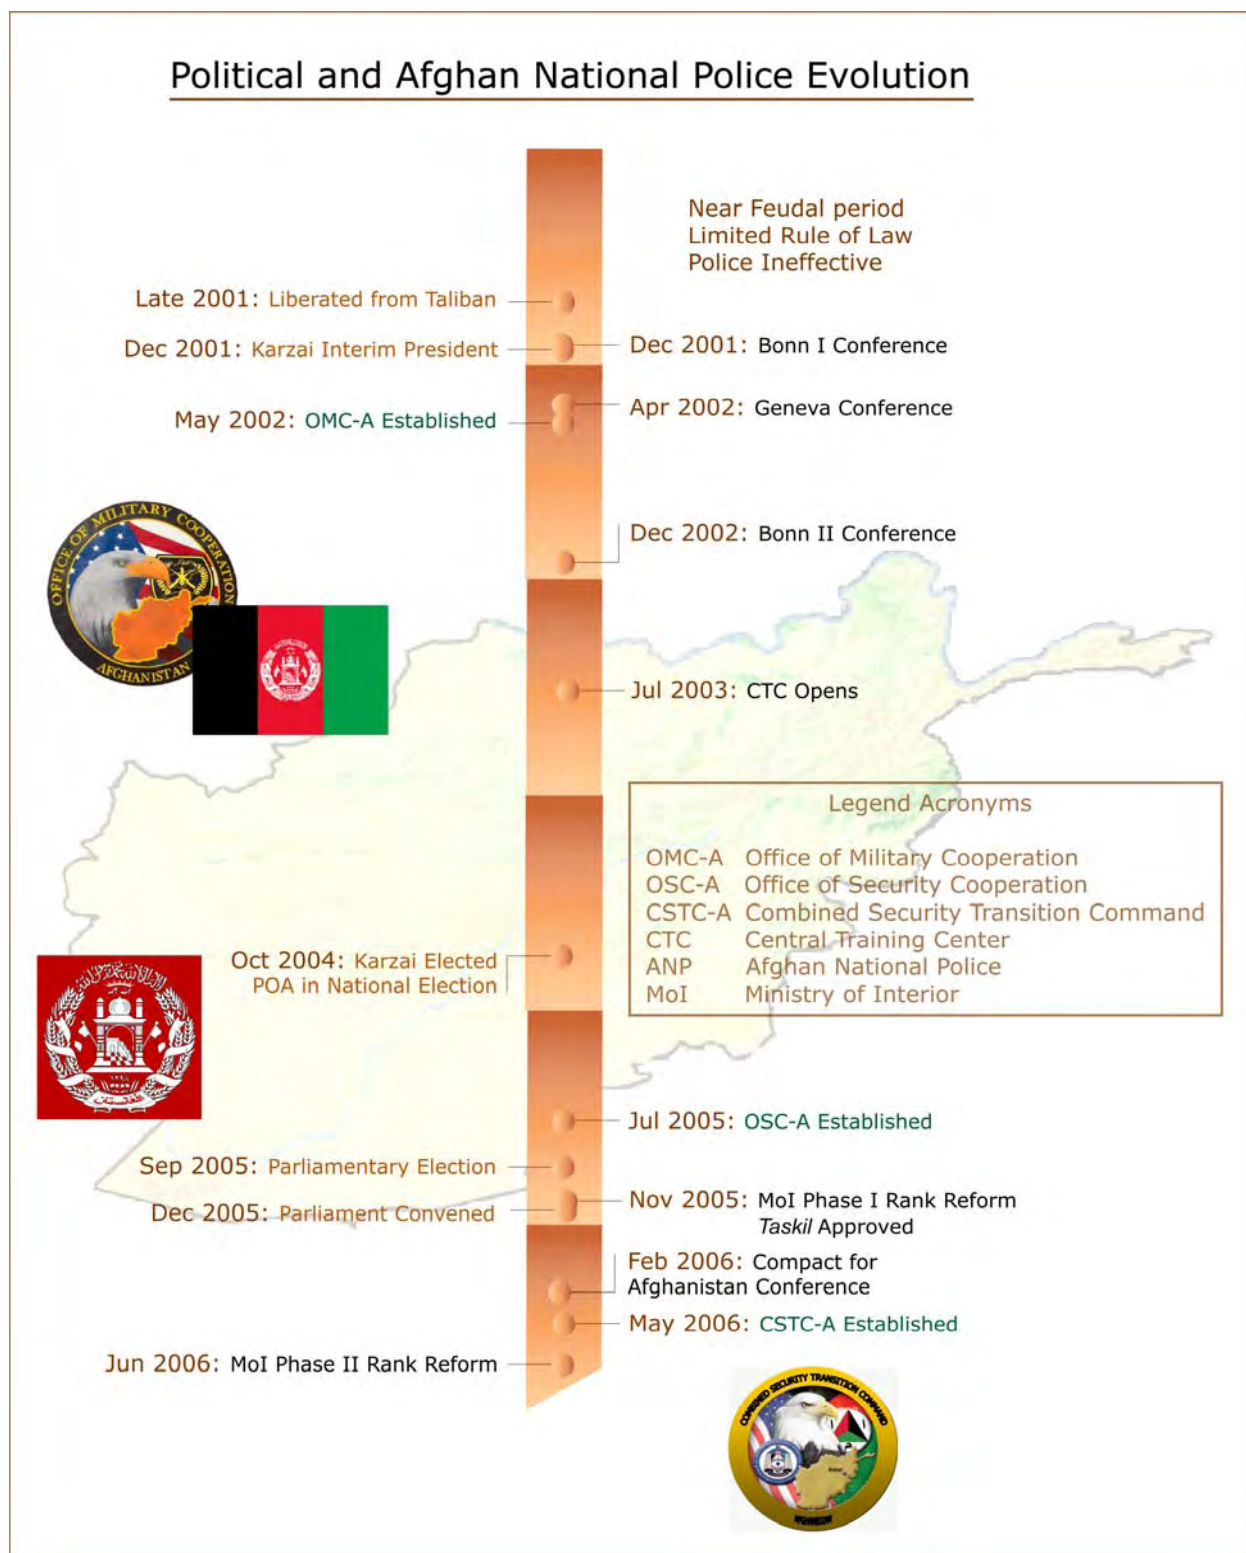 Political and Afghan National Police Evolution
Near Feudal period
Limited Rule of Law
Police Ineffective
Late 2001: Liberated from Taliban
Dec 2001: Karzai Interim President
Dec 2001: Bonn I Conference
Apr 2002: Geneva Conference
May 2002: OMC-A Established
Dec 2002: Bonn II Conference
OFFICE OF MILITARY COOPERATION
AFGHANISTAN
Jul 2003: CTC Opens
Legend Acronyms
OMC-A Office of Military Cooperation
OSC-A Office of Security Cooperation
CSTC-A Combined Security Transition Command
CTC Central Training Center
ANP Afghan National Police
MoI Ministry of Interior
Oct 2004: Karzai Elected
POA in National Election
Jul 2005: OSC-A Established
Sep 2005: Parliamentary Election
Nov 2005: MoI Phase I Rank Reform
Taskil Approved
Dec 2005: Parliament Convened
Feb 2006: Compact for
Afghanistan Conference
May 2006: CSTC-A Established
Jun 2006: MoI Phase II Rank Reform
COMBINED SECURITY TRANSITION COMMAND